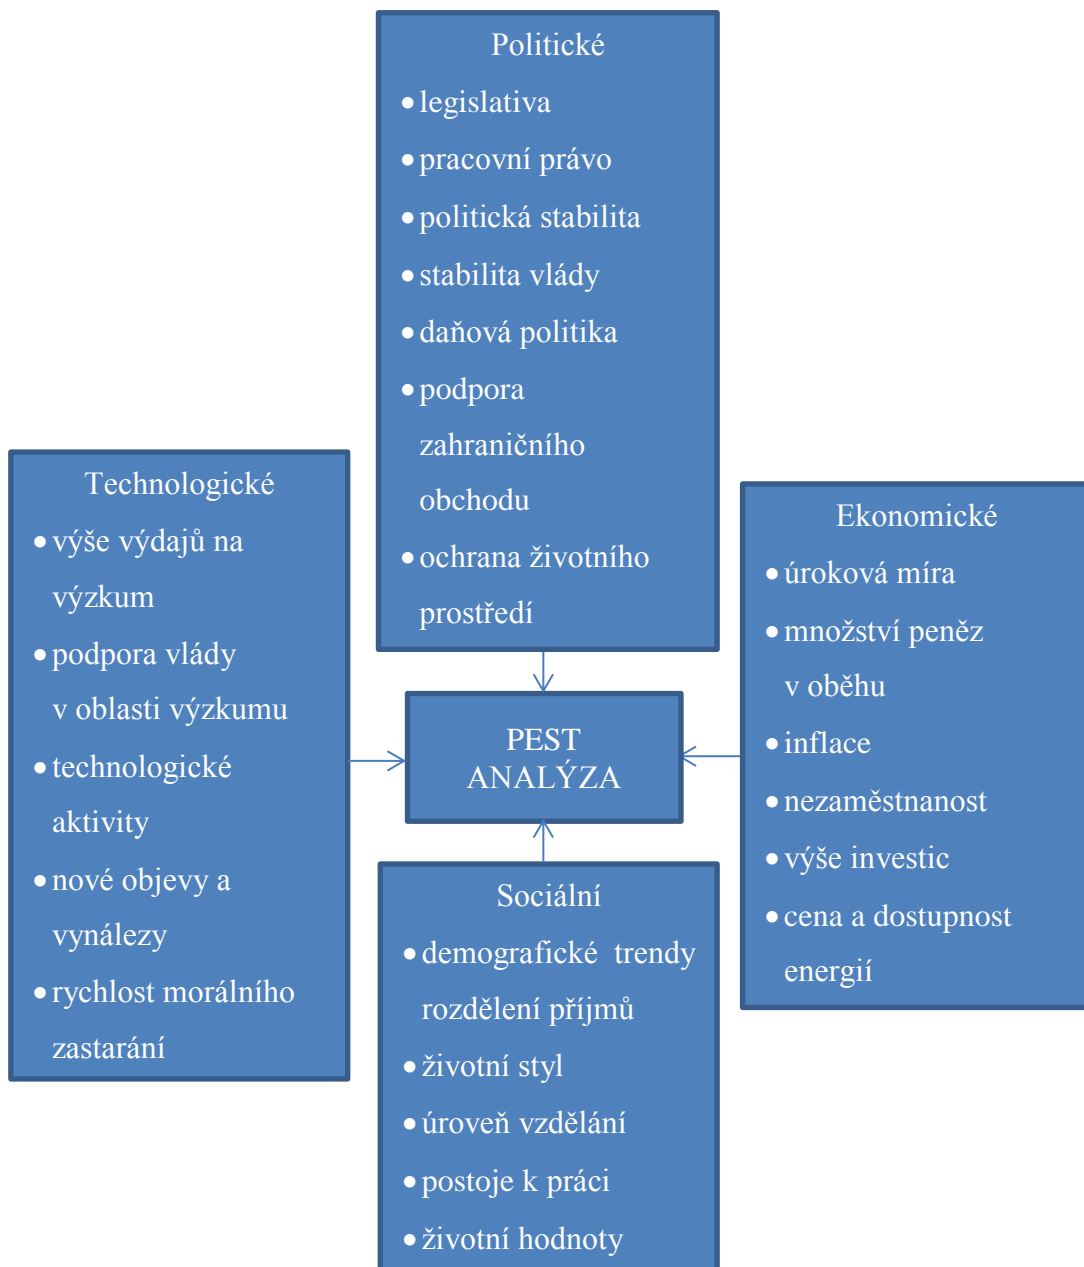 Politické
• legislativa
• pracovní právo
• politická stabilita
• stabilita vlády
• daňová politika
• podpora
zahraničního
obchodu
• ochrana životního
prostředí
Technologické
• výše výdajů na
výzkum
• podpora vlády
v oblasti výzkumu
• technologické
aktivity
• nové objevy a
vynálezy
• rychlost morálního
zastarání
PEST
ANALÝZA
Ekonomické
• úroková míra
• množství peněz
v oběhu
• inflace
• nezaměstnanost
• výše investic
• cena a dostupnost
energií
Sociální
• demografické trendy
rozdělení příjmů
• životní styl
• úroveň vzdělání
• postoje k práci
• životní hodnoty